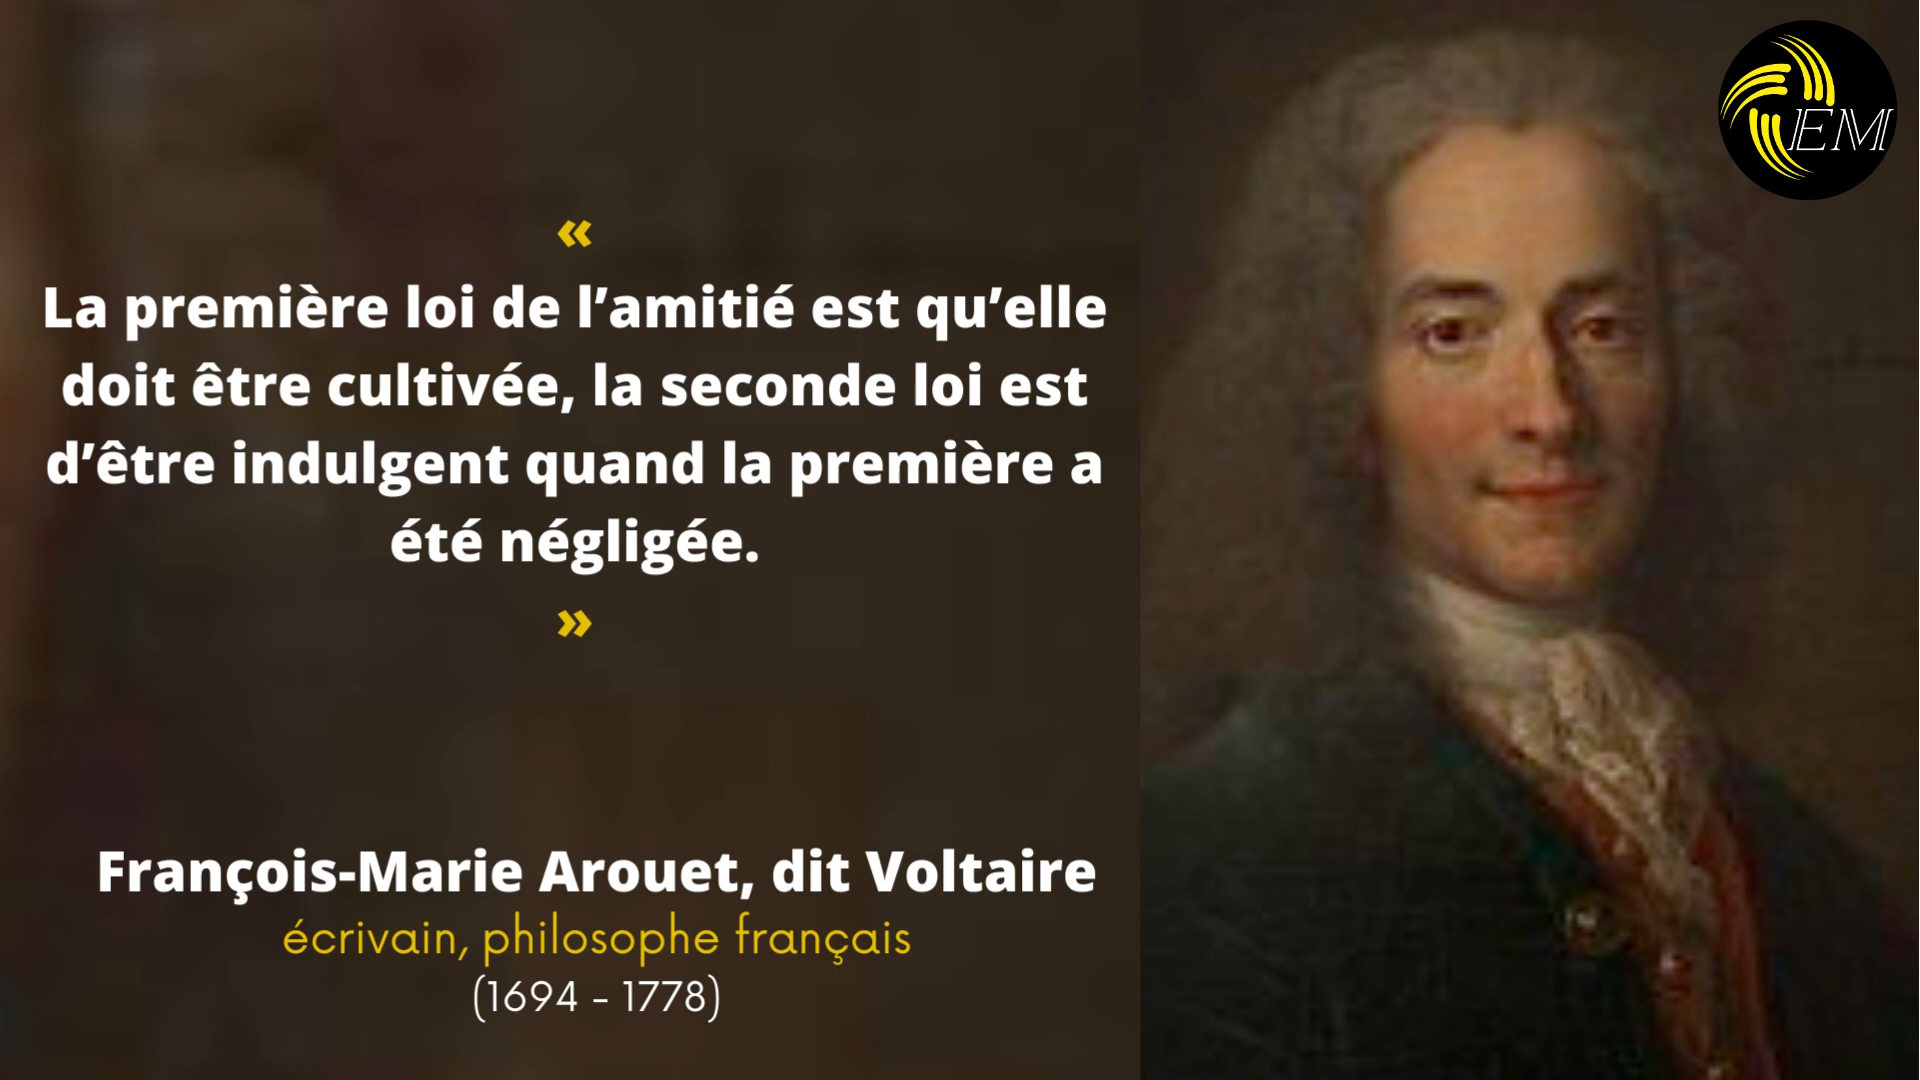 EM
«
La première loi de l’amitié est qu’elle
doit être cultivée, la seconde loi est
d’être indulgent quand la première a
été négligée.
»
François-Marie Arouet, dit Voltaire
écrivain, philosophe français
(1694 – 1778)